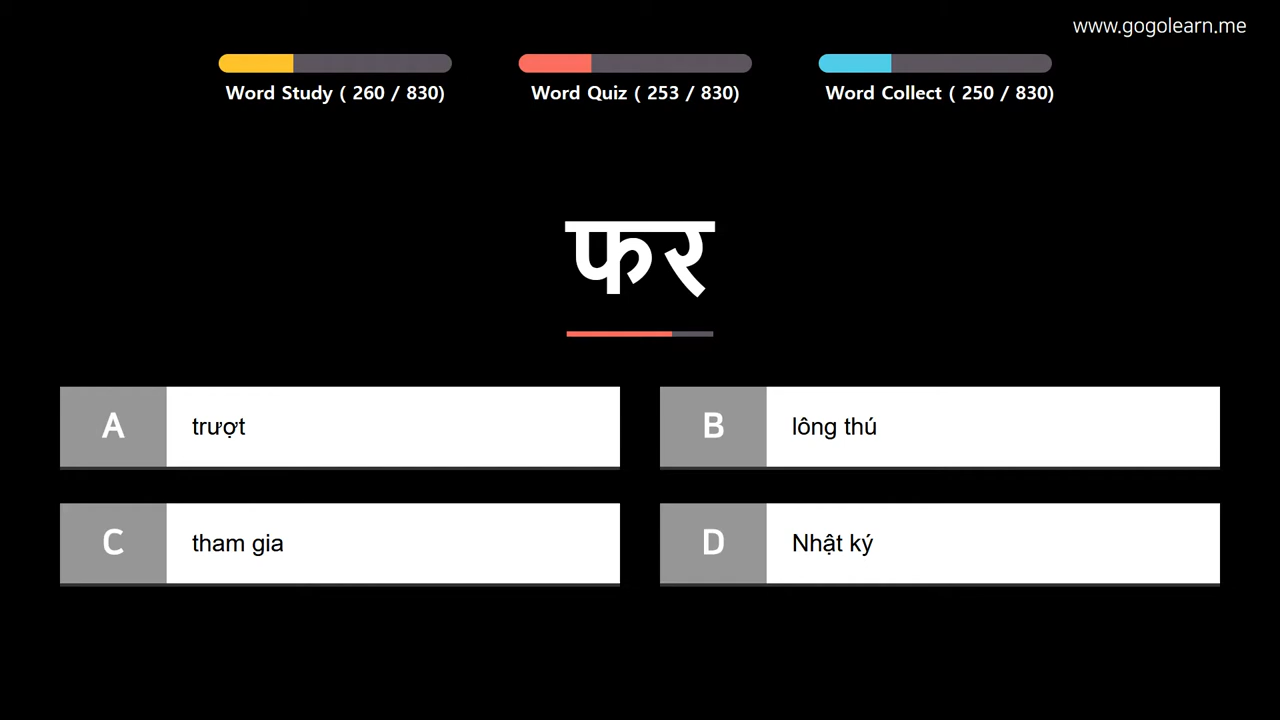 www.gogolearn.me
Word Study ( 260 / 830)
Word Quiz ( 253 / 830)
Word Collect ( 250 / 830)
फर
A
trượt
B
lông thú
C
tham gia
D
Nhật ký